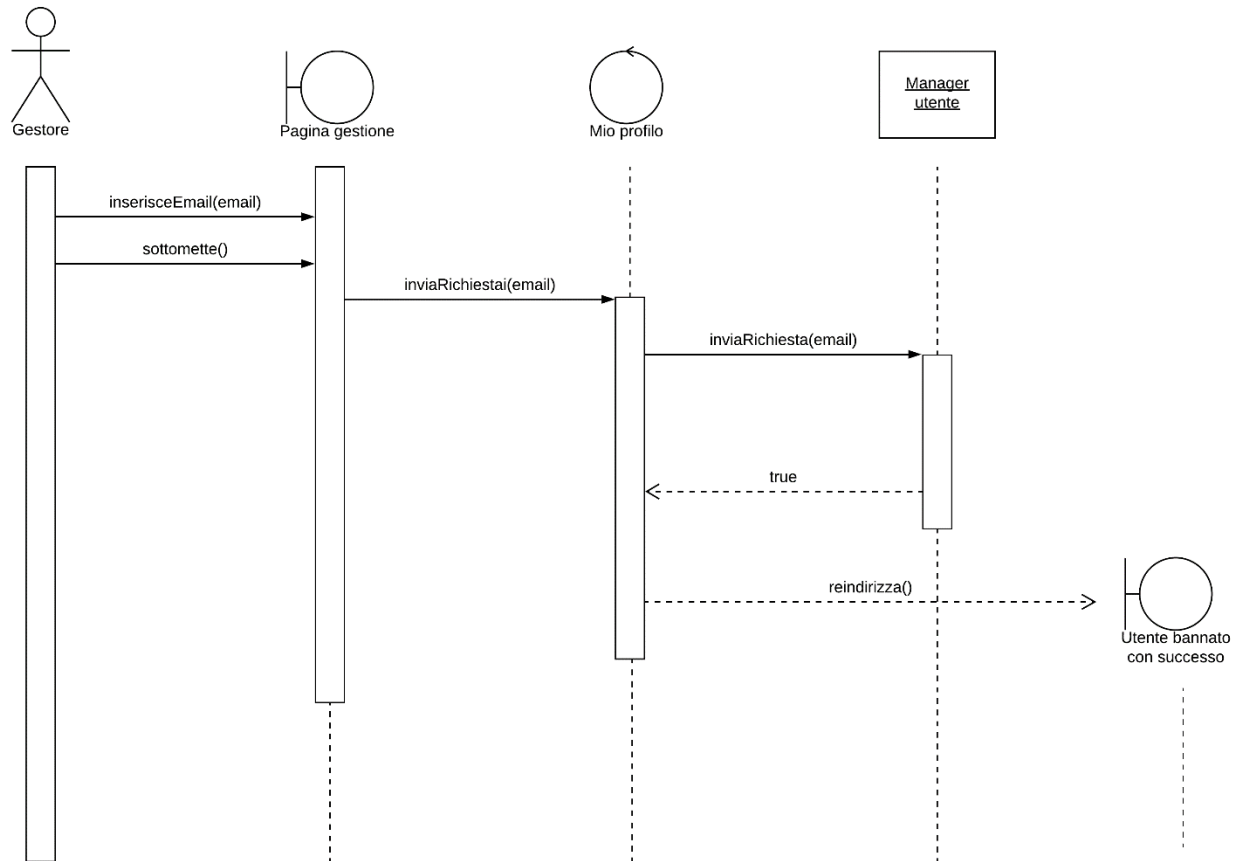 Gestore
Pagina gestione
Mio profilo
Manager
utente
inserisceEmail(email)
sottomette()
inviaRichiestai(email)
inviaRichiesta(email)
true
reindirizza()
Utente bannato
con successo